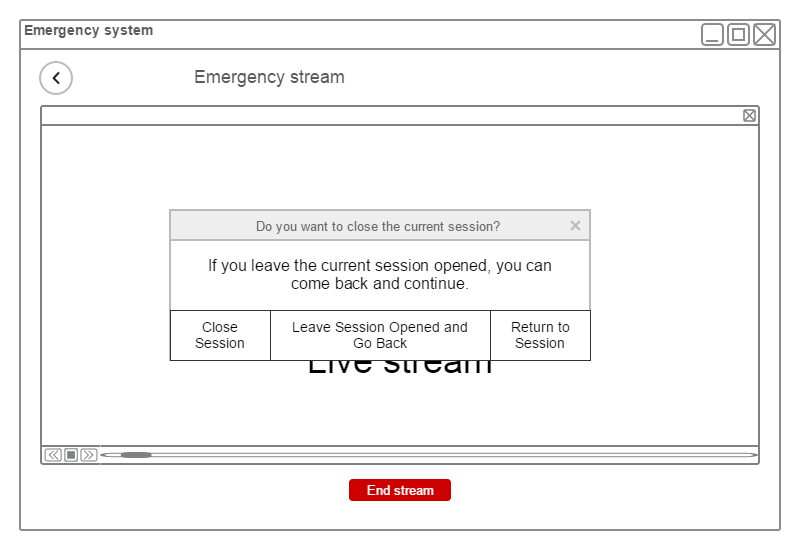 Emergency system
Emergency stream
Do you want to close the current session?
If you leave the current session opened, you can
come back and continue.
Close
Session
Leave Session Opened and
Go Back
Return to
Session
Live stream
End stream